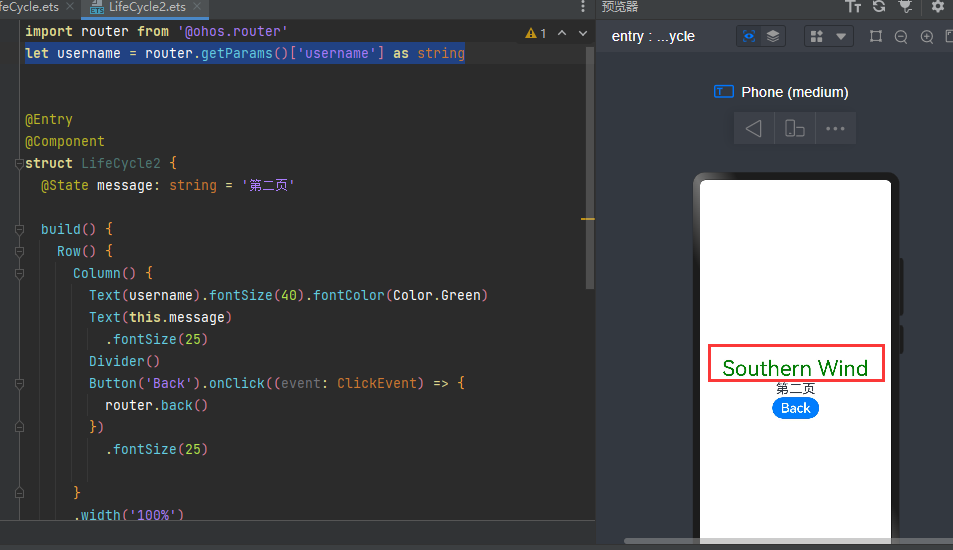 feCycle.ets
LifeCycle2.ets
预览器
import router from '@ohos.router'
1
let username = router.getParams()['username'] as string
@Entry
@Component
struct LifeCycle2 {
@State message: string = '第二页'
build() {
Row() {
Column() {
Text(username).fontSize(40).fontColor(Color.Green)
Text(this.message)
.fontSize(25)
Divider()
Button('Back').onClick((event: ClickEvent) => {
router.back()
})
.fontSize(25)
}
.width('100%')
entry : ...ycle
Phone (medium)
Southern Wind
第二页
Back